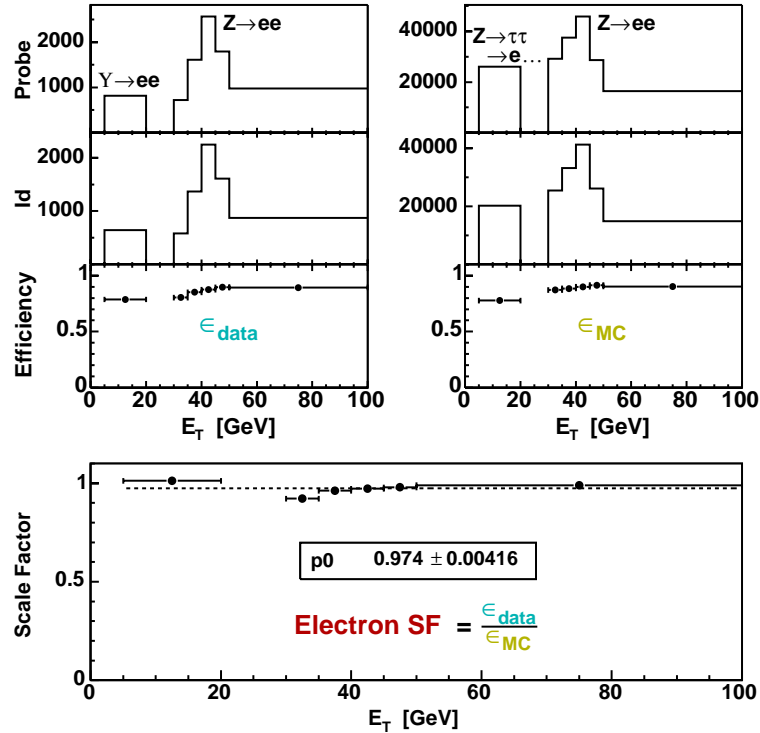 Probe
2000
1000
Υ→ee
Z→ee
40000
20000
Z→ττ
→e...
Z→ee
Id
2000
1000
40000
20000
Efficiency
1
0.5
0
∈data
1
0.5
0
∈MC
0 20 40 60 80 100
E_T [GeV]
0 20 40 60 80 100
E_T [GeV]
Scale Factor
1
0.5
0
p0 0.974 ± 0.00416
Electron SF = ∈data / ∈MC
0 20 40 60 80 100
E_T [GeV]